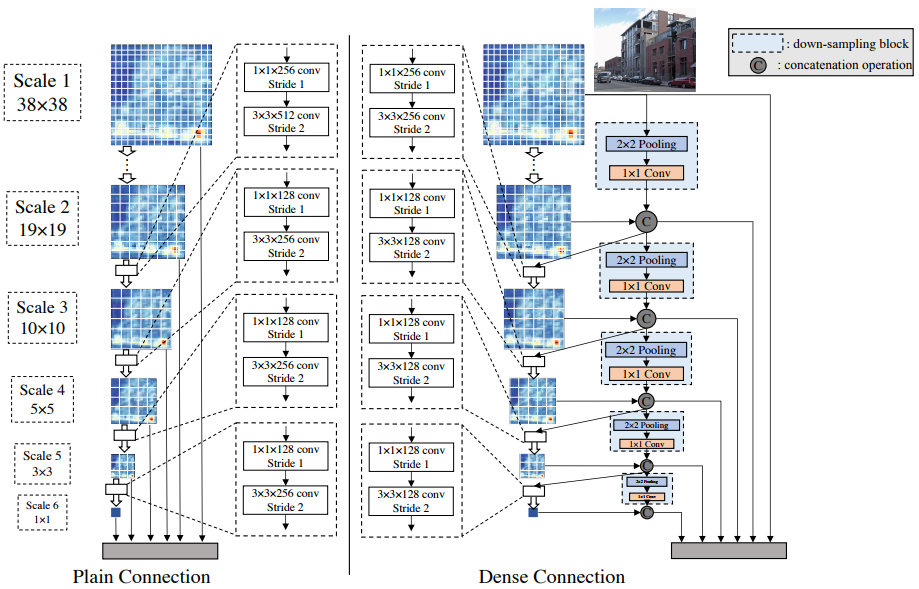 Scale 1
38×38
Scale 2
19×19
Scale 3
10×10
Scale 4
5×5
Scale 5
3×3
Scale 6
1×1
1×1×256 conv
Stride 1
3×3×512 conv
Stride 2
1×1×128 conv
Stride 1
3×3×256 conv
Stride 2
1×1×128 conv
Stride 1
3×3×256 conv
Stride 2
1×1×128 conv
Stride 1
3×3×256 conv
Stride 2
Plain Connection
1×1×256 conv
Stride 1
3×3×256 conv
Stride 2
1×1×128 conv
Stride 1
3×3×128 conv
Stride 2
1×1×128 conv
Stride 1
3×3×128 conv
Stride 2
1×1×128 conv
Stride 1
3×3×128 conv
Stride 2
: down-sampling block
C : concatenation operation
2×2 Pooling
1×1 Conv
C
2×2 Pooling
1×1 Conv
C
2×2 Pooling
1×1 Conv
C
2×2 Pooling
1×1 Conv
C
2×2 Pooling
1×1 Conv
C
Dense Connection